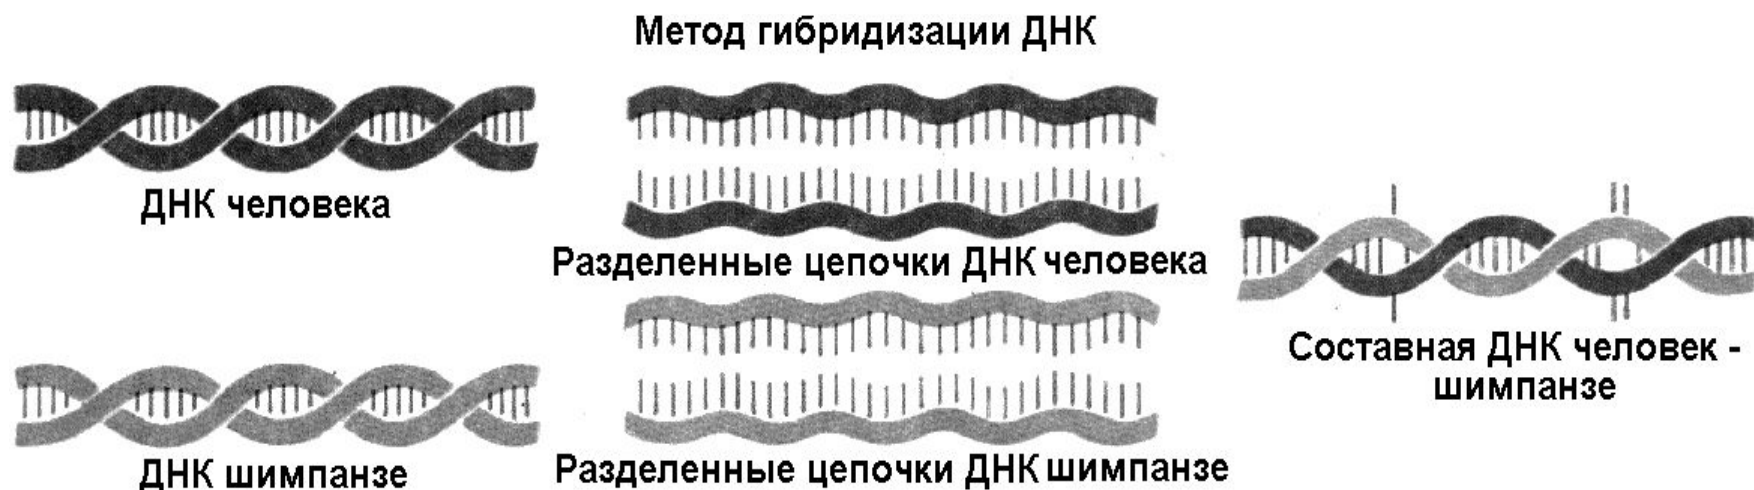 Метод гибридизации ДНК
ДНК человека
Разделенные цепочки ДНК человека
Составная ДНК человек -
шимпанзе
ДНК шимпанзе
Разделенные цепочки ДНК шимпанзе